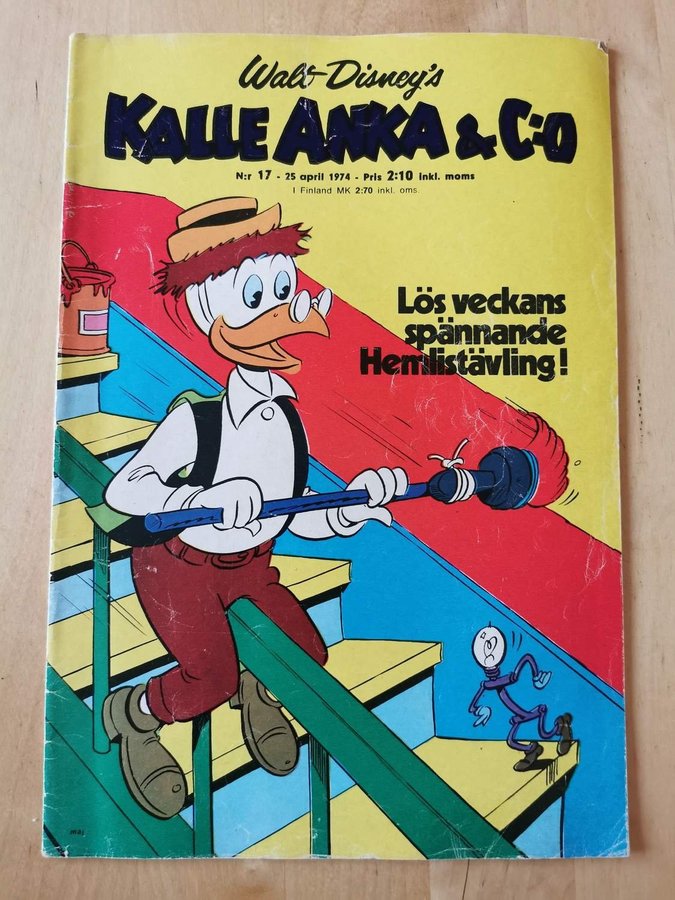 Walt Disney's
KALLE ANKA & C:O
N:r 17 - 25 april 1974 - Pris 2:10 inkl. moms
I Finland MK 2:70 inkl. oms.
Lös veckans
spännande
Hemlistävling!
maj